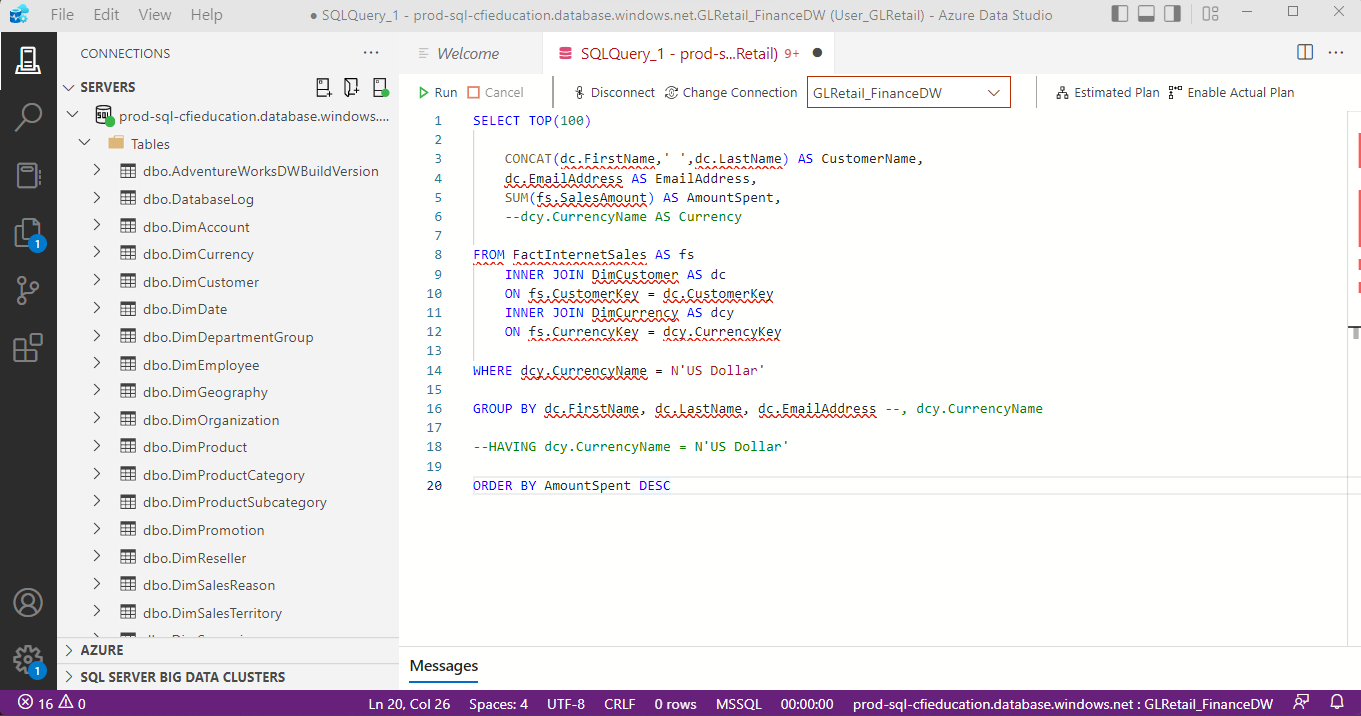 File Edit View Help ● SQLQuery_1 - prod-sql-cfieducation.database.windows.net.GLRetail_FinanceDW (User_GLRetail) - Azure Data Studio
CONNECTIONS
Welcome
SQLQuery_1 - prod-s...Retail) 9+
SERVERS
Run Cancel Disconnect Change Connection GLRetail_FinanceDW Estimated Plan Enable Actual Plan
prod-sql-cfieducation.database.windows....
Tables
dbo.AdventureWorksDWBuildVersion
dbo.DatabaseLog
dbo.DimAccount
dbo.DimCurrency
dbo.DimCustomer
dbo.DimDate
dbo.DimDepartmentGroup
dbo.DimEmployee
dbo.DimGeography
dbo.DimOrganization
dbo.DimProduct
dbo.DimProductCategory
dbo.DimProductSubcategory
dbo.DimPromotion
dbo.DimReseller
dbo.DimSalesReason
dbo.DimSalesTerritory
AZURE
SQL SERVER BIG DATA CLUSTERS
1
1
1 SELECT TOP(100)
2
3 CONCAT(dc.FirstName,' ',dc.LastName) AS CustomerName,
4 dc.EmailAddress AS EmailAddress,
5 SUM(fs.SalesAmount) AS AmountSpent,
6 --dcy.CurrencyName AS Currency
7
8 FROM FactInternetSales AS fs
9 INNER JOIN DimCustomer AS dc
10 ON fs.CustomerKey = dc.CustomerKey
11 INNER JOIN DimCurrency AS dcy
12 ON fs.CurrencyKey = dcy.CurrencyKey
13
14 WHERE dcy.CurrencyName = N'US Dollar'
15
16 GROUP BY dc.FirstName, dc.LastName, dc.EmailAddress --, dcy.CurrencyName
17
18 --HAVING dcy.CurrencyName = N'US Dollar'
19
20 ORDER BY AmountSpent DESC
Messages
16 0 Ln 20, Col 26 Spaces: 4 UTF-8 CRLF 0 rows MSSQL 00:00:00 prod-sql-cfieducation.database.windows.net : GLRetail_FinanceDW